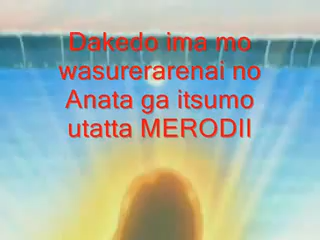 Dakedo ima mo
wasurerarenai no
Anata ga itsumo
utatta MERODII